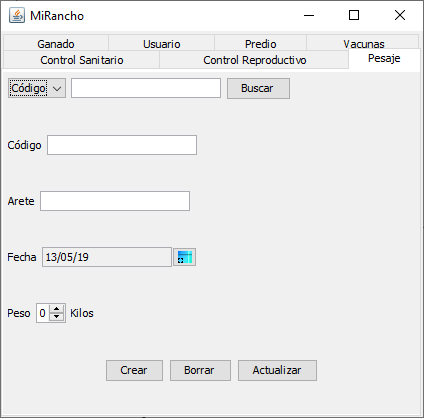 MiRancho
Ganado Usuario Predio Vacunas
Control Sanitario Control Reproductivo Pesaje
Código Buscar
Código
Arete
Fecha 13/05/19
Peso 0 Kilos
Crear Borrar Actualizar